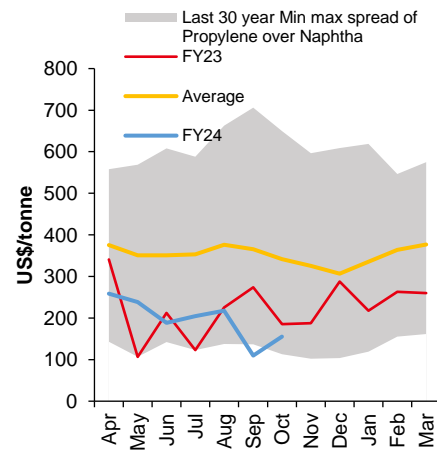 Last 30 year Min max spread of
Propylene over Naphtha
FY23
Average
FY24
US$/tonne
800
700
600
500
400
300
200
100
0
Apr
May
Jun
Jul
Aug
Sep
Oct
Nov
Dec
Jan
Feb
Mar